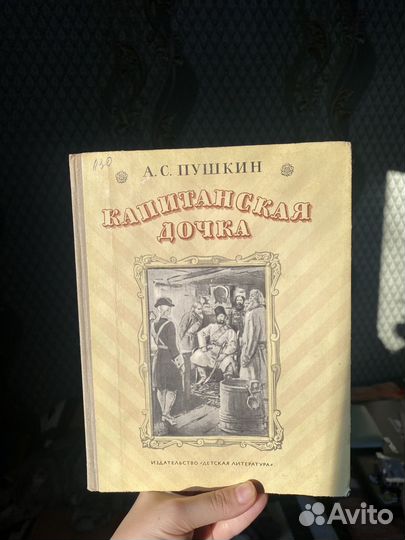 А.С. ПУШКИН
КАПИТАНСКАЯ
ДОЧКА
ИЗДАТЕЛЬСТВО «ДЕТСКАЯ ЛИТЕРАТУРА»
Avito